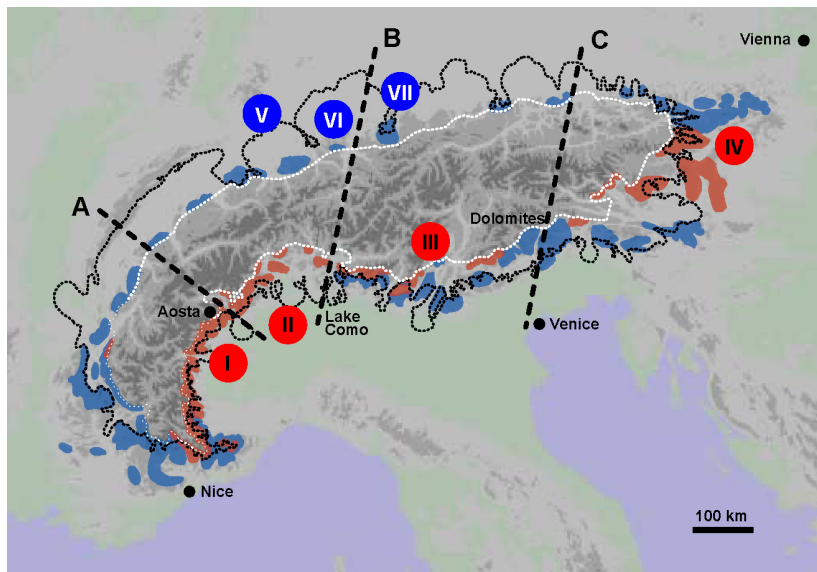 B
C
Vienna
V
VI
VII
IV
A
Dolomites
III
Aosta
II
Lake
Como
Venice
I
Nice
100 km